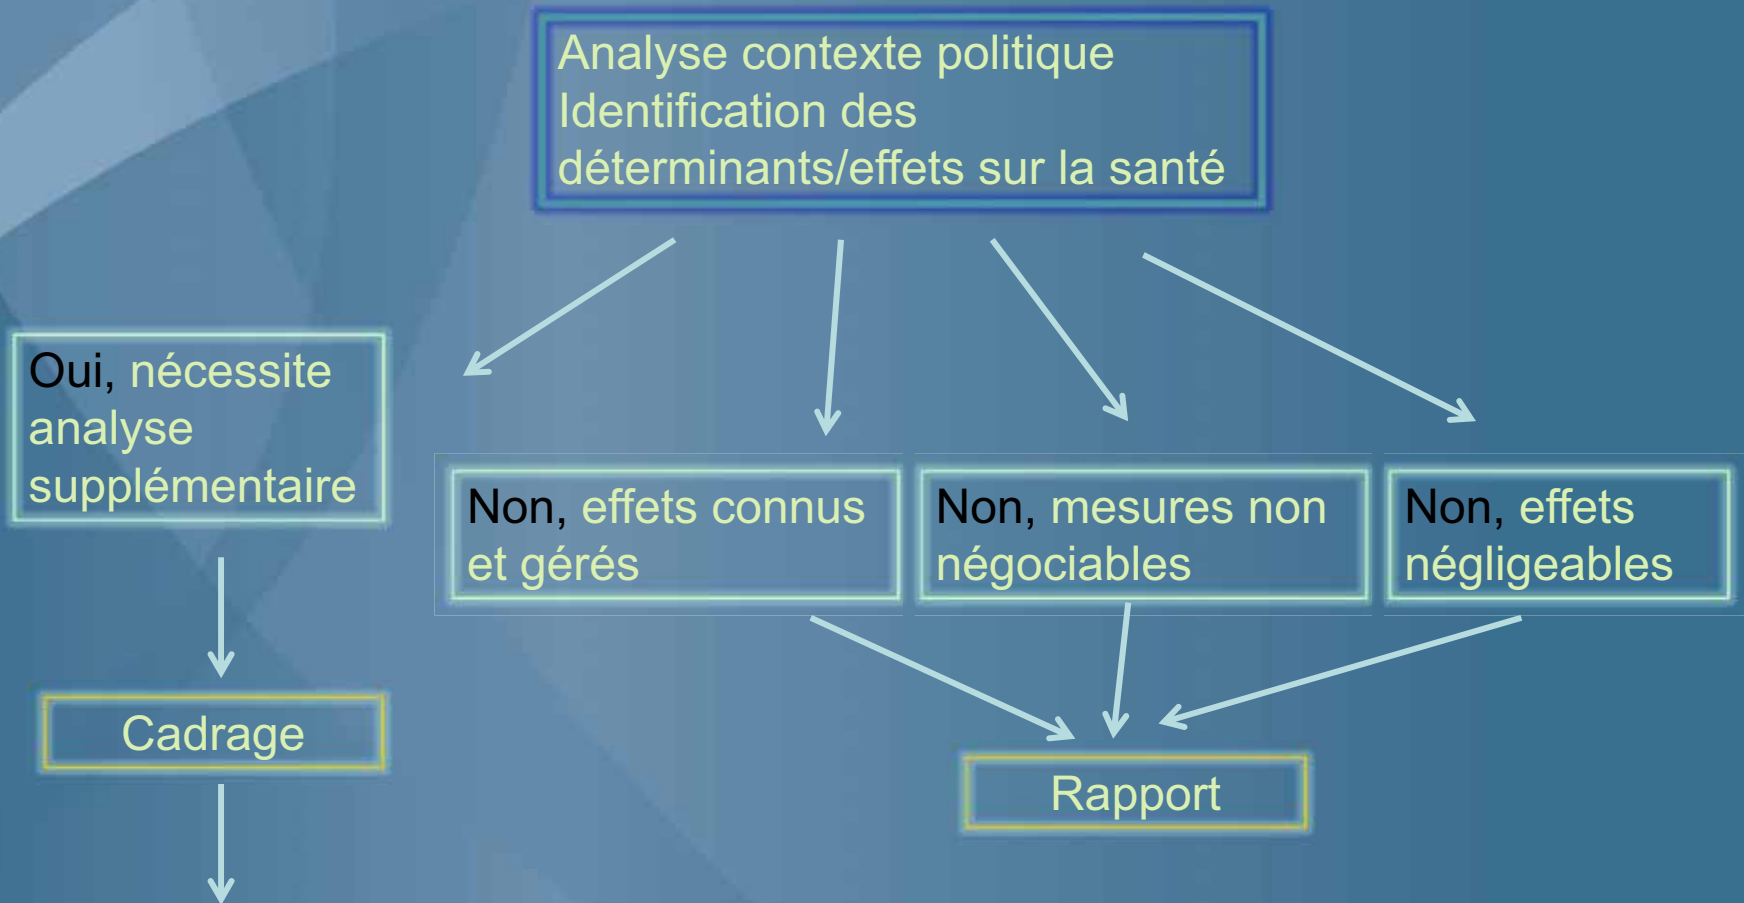 Analyse contexte politique
Identification des
déterminants/effets sur la santé
Oui, nécessite
analyse
supplémentaire
Non, effets connus
et gérés
Non, mesures non
négociables
Non, effets
négligeables
Cadrage
Rapport